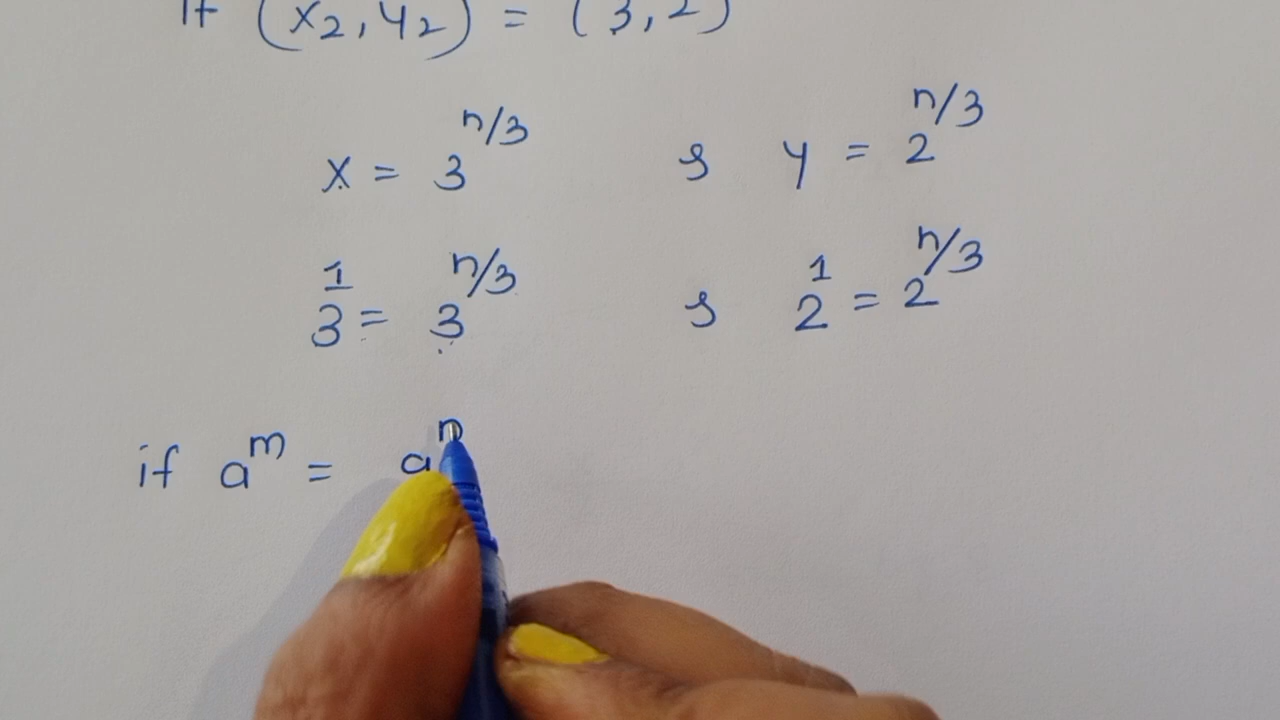 If (x₂, y₂) = (3, 2)
x = 3^{n/3} , y = 2^{n/3}
3^1 = 3^{n/3} , 2^1 = 2^{n/3}
if a^m = a^n